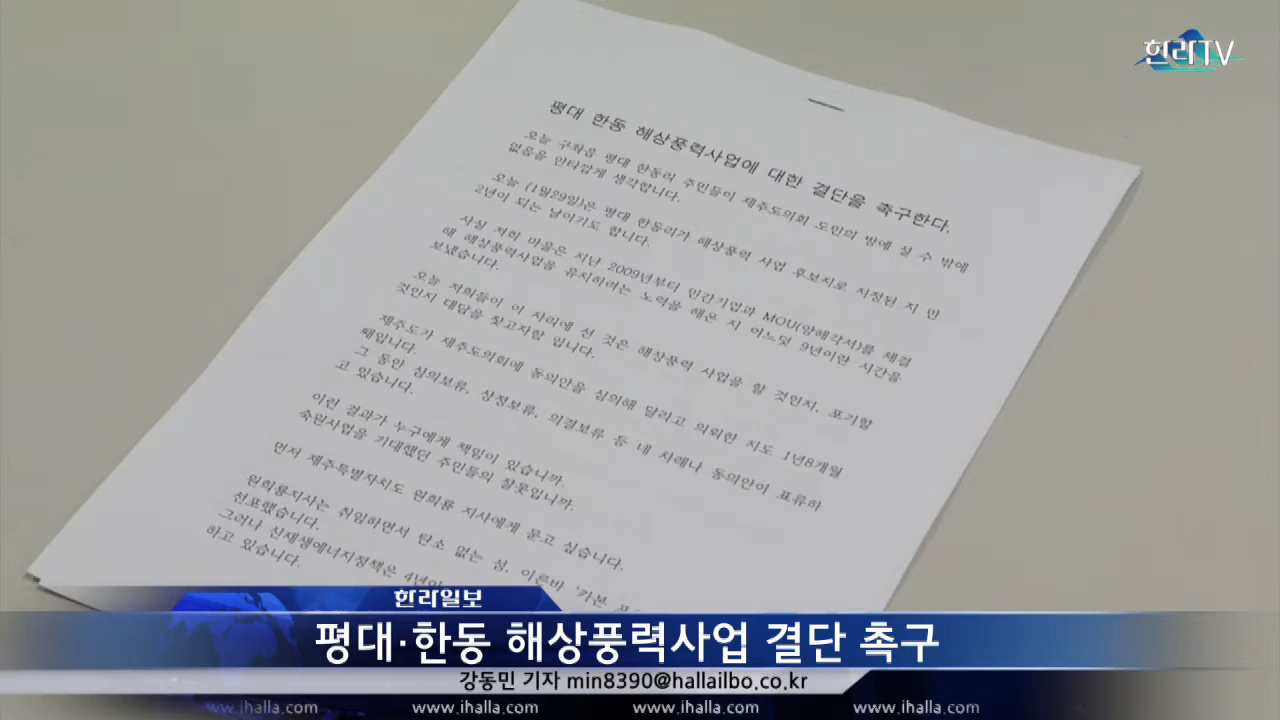 한라TV
평대 한동 해상풍력사업에 대한 결단을 촉구한다.
오늘 구좌읍 평대 한동리 주민들이 제주도의회 도민의 방에 설 수 밖에
없음을 안타깝게 생각합니다.
오늘 (1월29일)은 평대 한동리가 해상풍력 사업 후보지로 지정된 지 만
2년이 되는 날이기도 합니다.
사실 저희 마을은 지난 2009년부터 민간기업과 MOU(양해각서)를 체결
해 해상풍력사업을 유치하려는 노력을 해온 지 어느덧 9년이란 시간을
보냈습니다.
오늘 저희들이 이 자리에 선 것은 해상풍력 사업을 할 것인지, 포기할
것인지 대답을 찾고자함 입니다.
제주도가 제주도의회에 동의안을 심의해 달라고 의뢰한 지도 1년8개월
째입니다.
그 동안 심의보류, 상정보류, 의결보류 등 네 차례나 동의안이 표류하
고 있습니다.
이런 결과가 누구에게 책임이 있습니까.
숙원사업을 기대했던 주민들의 잘못입니까.
먼저 제주특별자치도 원희룡 지사에게 묻고 싶습니다.
원희룡지사는 취임하면서 탄소 없는 섬, 이른바 '카본 프
선포했습니다.
그러나 신재생에너지정책은 4년이
하고 있습니다.
한라일보
평대·한동 해상풍력사업 결단 촉구
강동민 기자 min8390@hallailbo.co.kr
www.ihalla.com www.ihalla.com www.ihalla.com www.ihalla.com